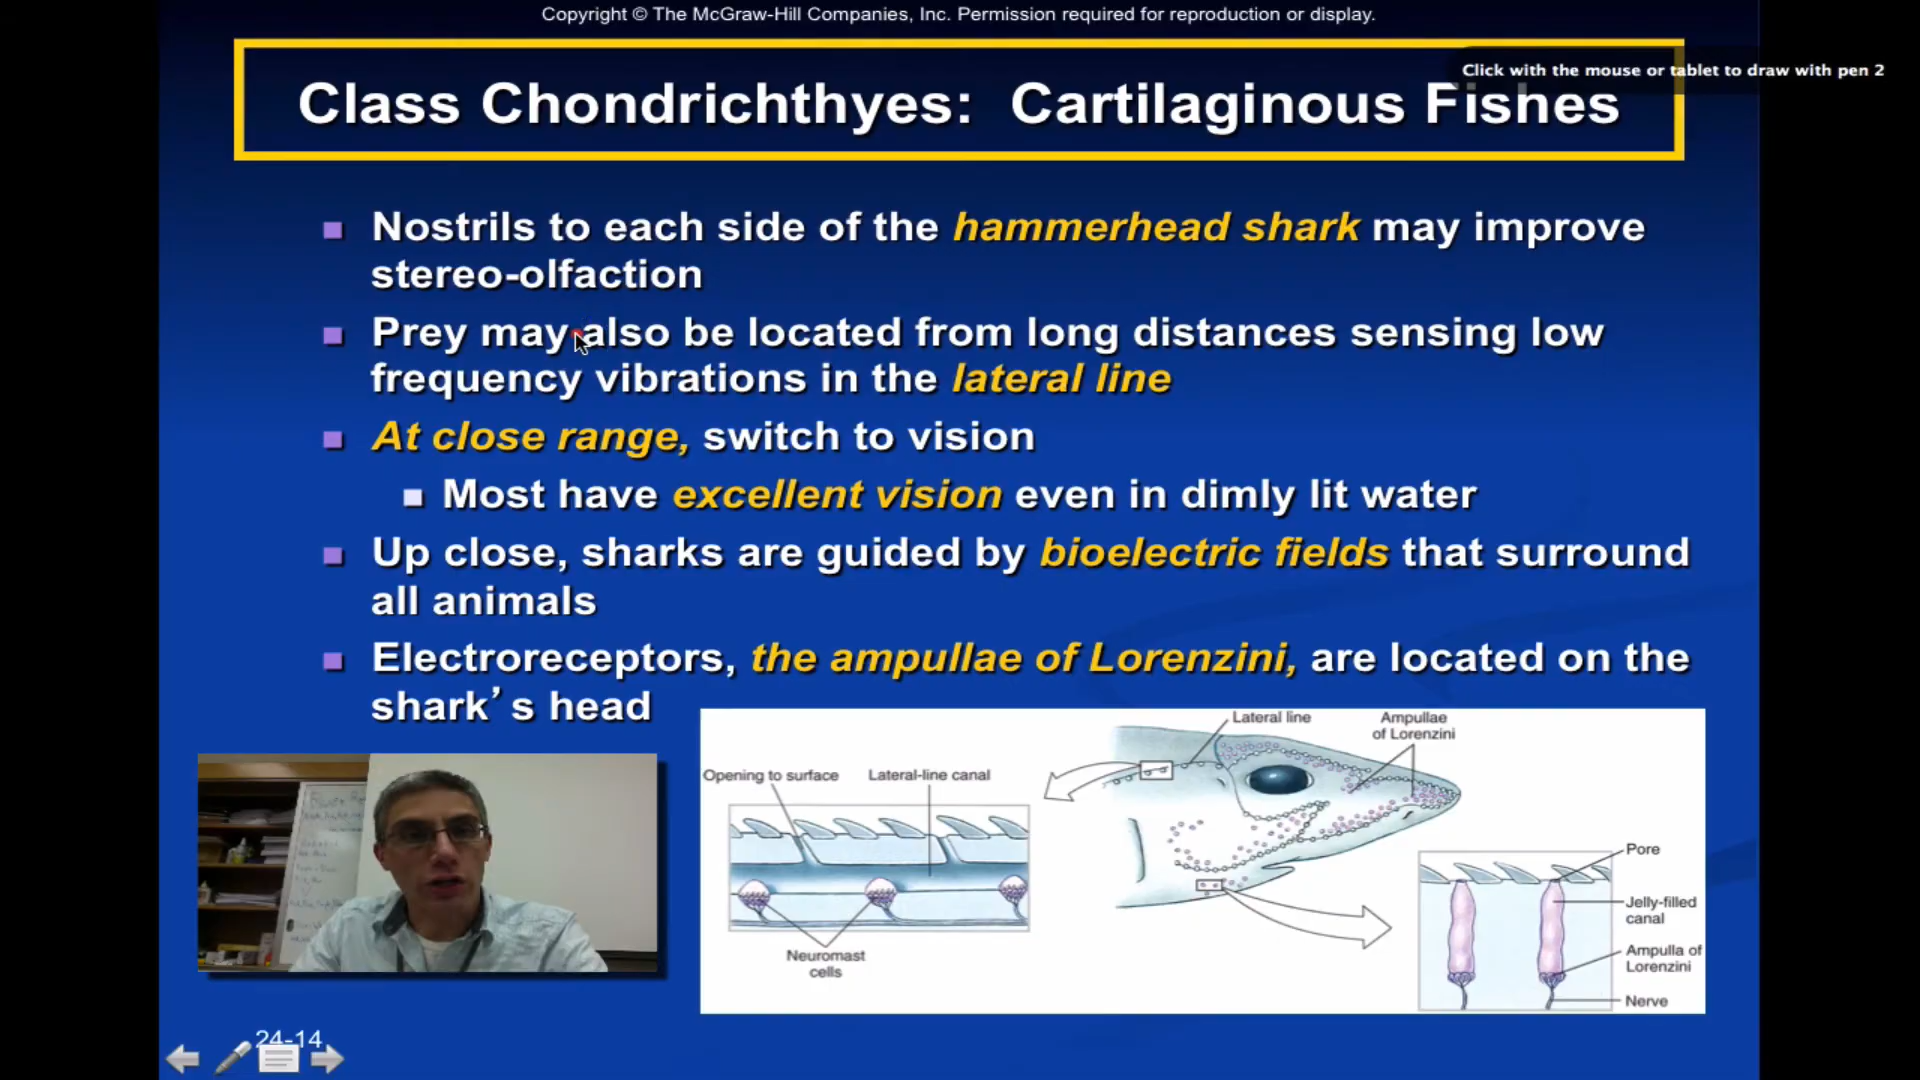 Copyright © The McGraw-Hill Companies, Inc. Permission required for reproduction or display.
Click with the mouse or tablet to draw with pen 2
Class Chondrichthyes: Cartilaginous Fishes
Nostrils to each side of the hammerhead shark may improve
stereo-olfaction
Prey may also be located from long distances sensing low
frequency vibrations in the lateral line
At close range, switch to vision
Most have excellent vision even in dimly lit water
Up close, sharks are guided by bioelectric fields that surround
all animals
Electroreceptors, the ampullae of Lorenzini, are located on the
shark's head
Lateral line
Ampullae
of Lorenzini
Opening to surface
Lateral-line canal
Neuromast
cells
Pore
Jelly-filled
canal
Ampulla of
Lorenzini
Nerve
24-14